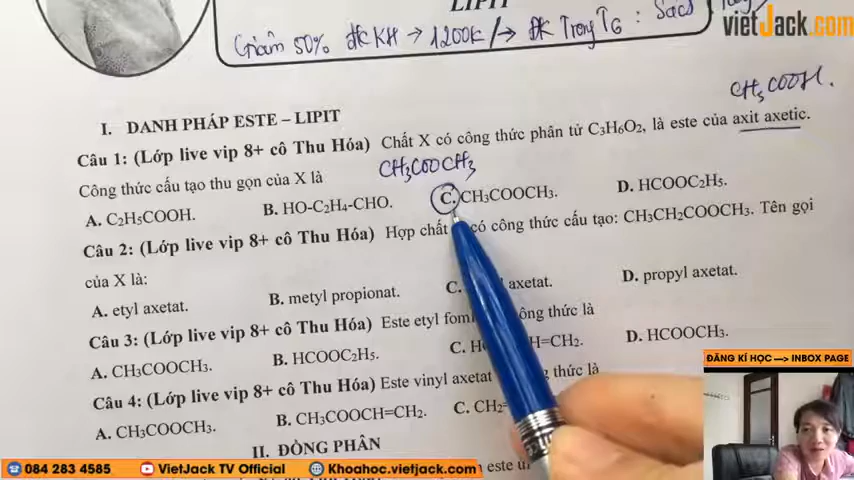 LIPIT
vietJack.com
Giảm 50% ĐK KH → 1200k /→ ĐK Trong TG : Sách
CH3COOH.
I. DANH PHÁP ESTE – LIPIT
Câu 1: (Lớp live vip 8+ cô Thu Hóa) Chất X có công thức phân tử C₃H₆O₂, là este của axit axetic.
CH3COOCH3
Công thức cấu tạo thu gọn của X là
A. C₂H₅COOH. B. HO-C₂H₄-CHO. C. CH₃COOCH₃. D. HCOOC₂H₅.
Câu 2: (Lớp live vip 8+ cô Thu Hóa) Hợp chất có công thức cấu tạo: CH₃CH₂COOCH₃. Tên gọi
của X là:
A. etyl axetat. B. metyl propionat. C. axetat. D. propyl axetat.
Câu 3: (Lớp live vip 8+ cô Thu Hóa) Este etyl thức là
A. CH₃COOCH₃. B. HCOOC₂H₅. C. H=CH₂. D. HCOOCH₃.
Câu 4: (Lớp live vip 8+ cô Thu Hóa) Este vinyl axetat thức là
A. CH₃COOCH₃. B. CH₃COOCH=CH₂. C. CH₂
II. ĐỒNG PHÂN
este
ĐĂNG KÍ HỌC —> INBOX PAGE
084 283 4585 VietJack TV Official Khoahoc.vietjack.com